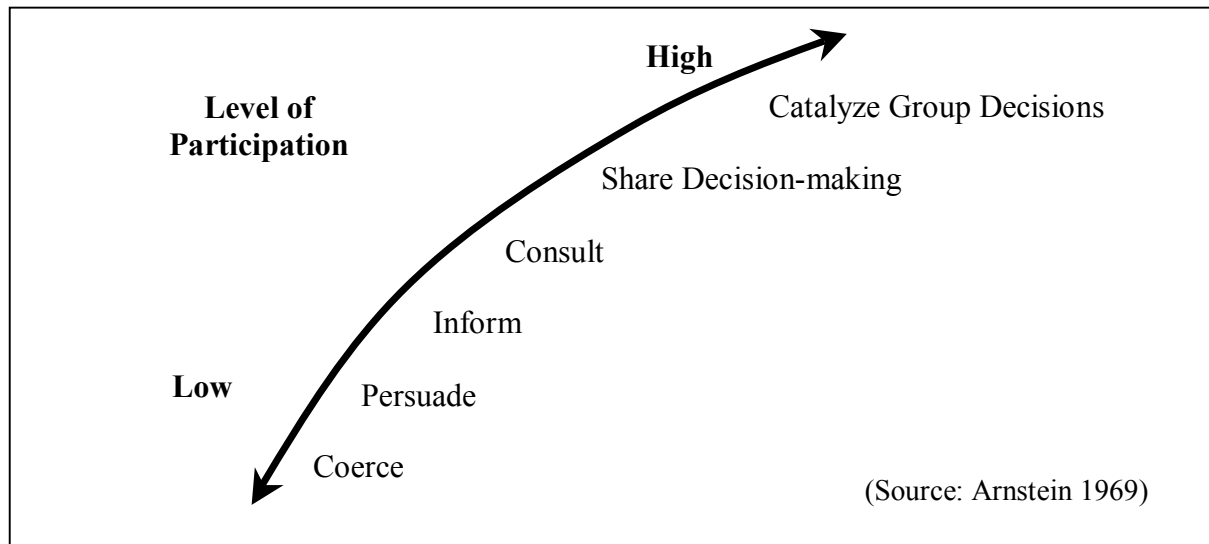 High
Level of
Participation
Catalyze Group Decisions
Share Decision-making
Consult
Inform
Low
Persuade
Coerce
(Source: Arnstein 1969)